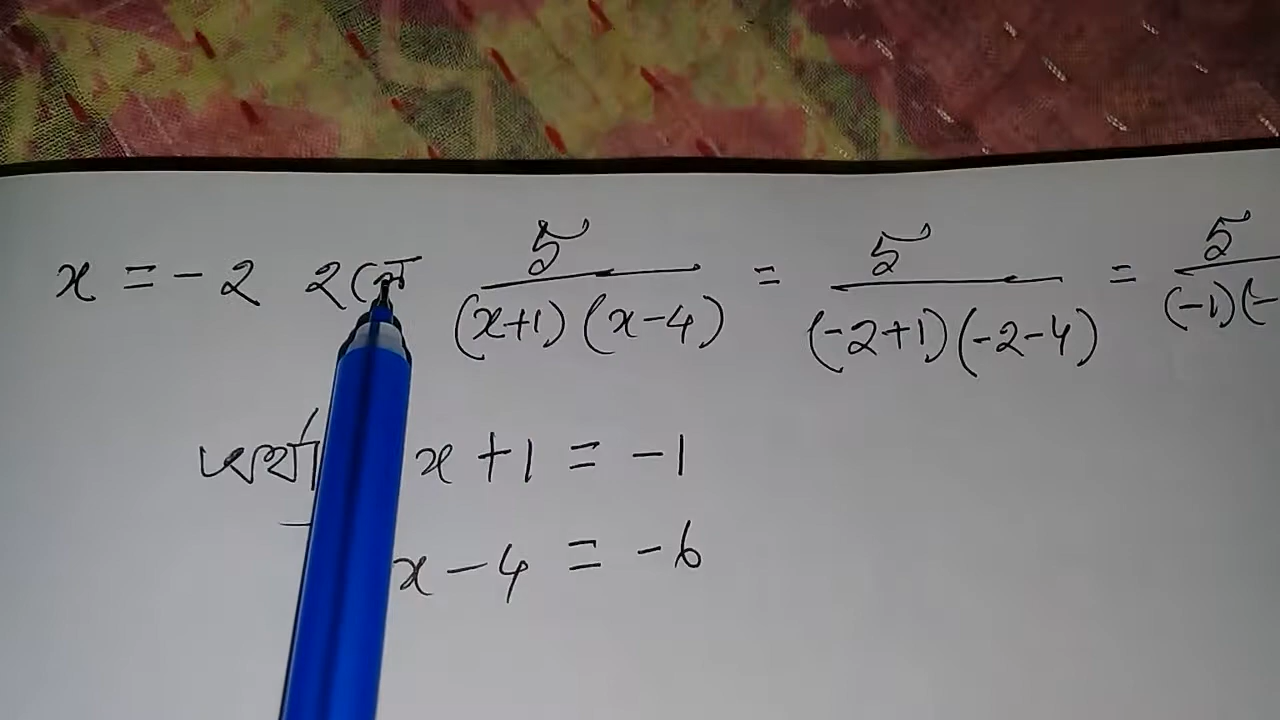 x = -2 হলে 5/((x+1)(x-4)) = 5/((-2+1)(-2-4)) = 5/((-1)(-
x+1 = -1
x-4 = -6